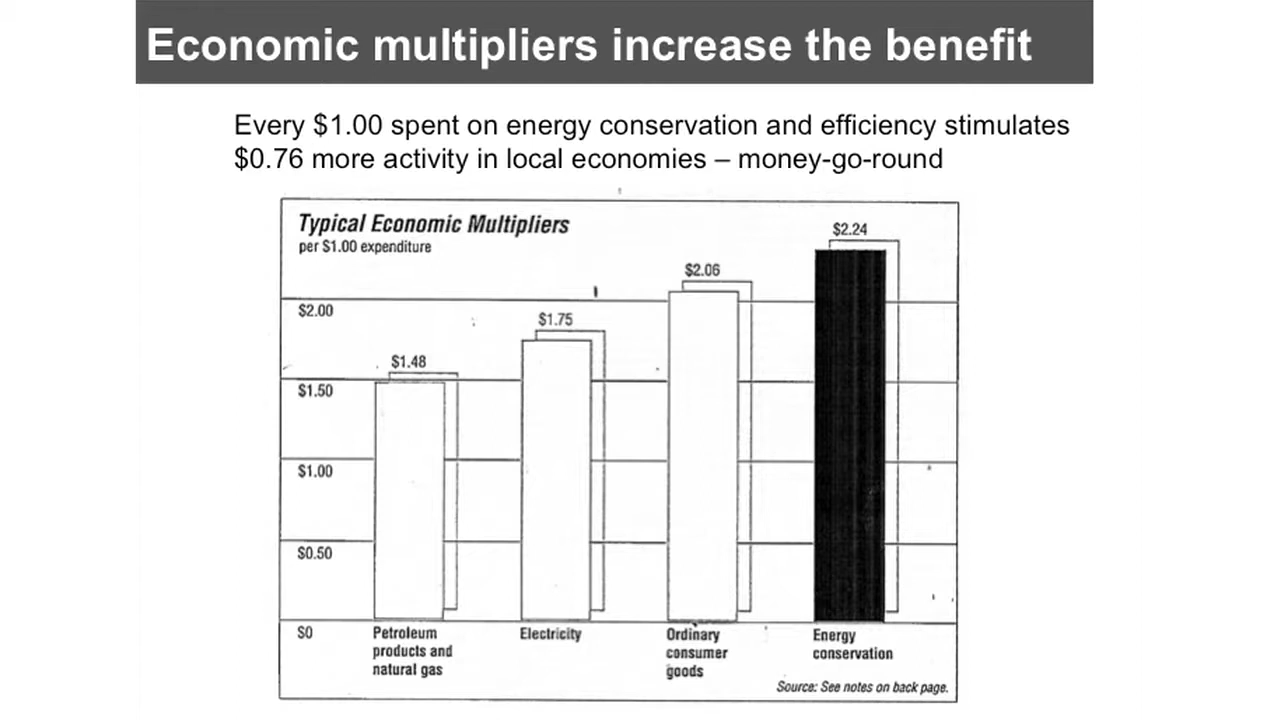 Economic multipliers increase the benefit
Every $1.00 spent on energy conservation and efficiency stimulates
$0.76 more activity in local economies – money-go-round
Typical Economic Multipliers
per $1.00 expenditure
$2.24
$2.06
$2.00
$1.75
$1.48
$1.50
$1.00
$0.50
$0
Petroleum
products and
natural gas
Electricity
Ordinary
consumer
goods
Energy
conservation
Source: See notes on back page.